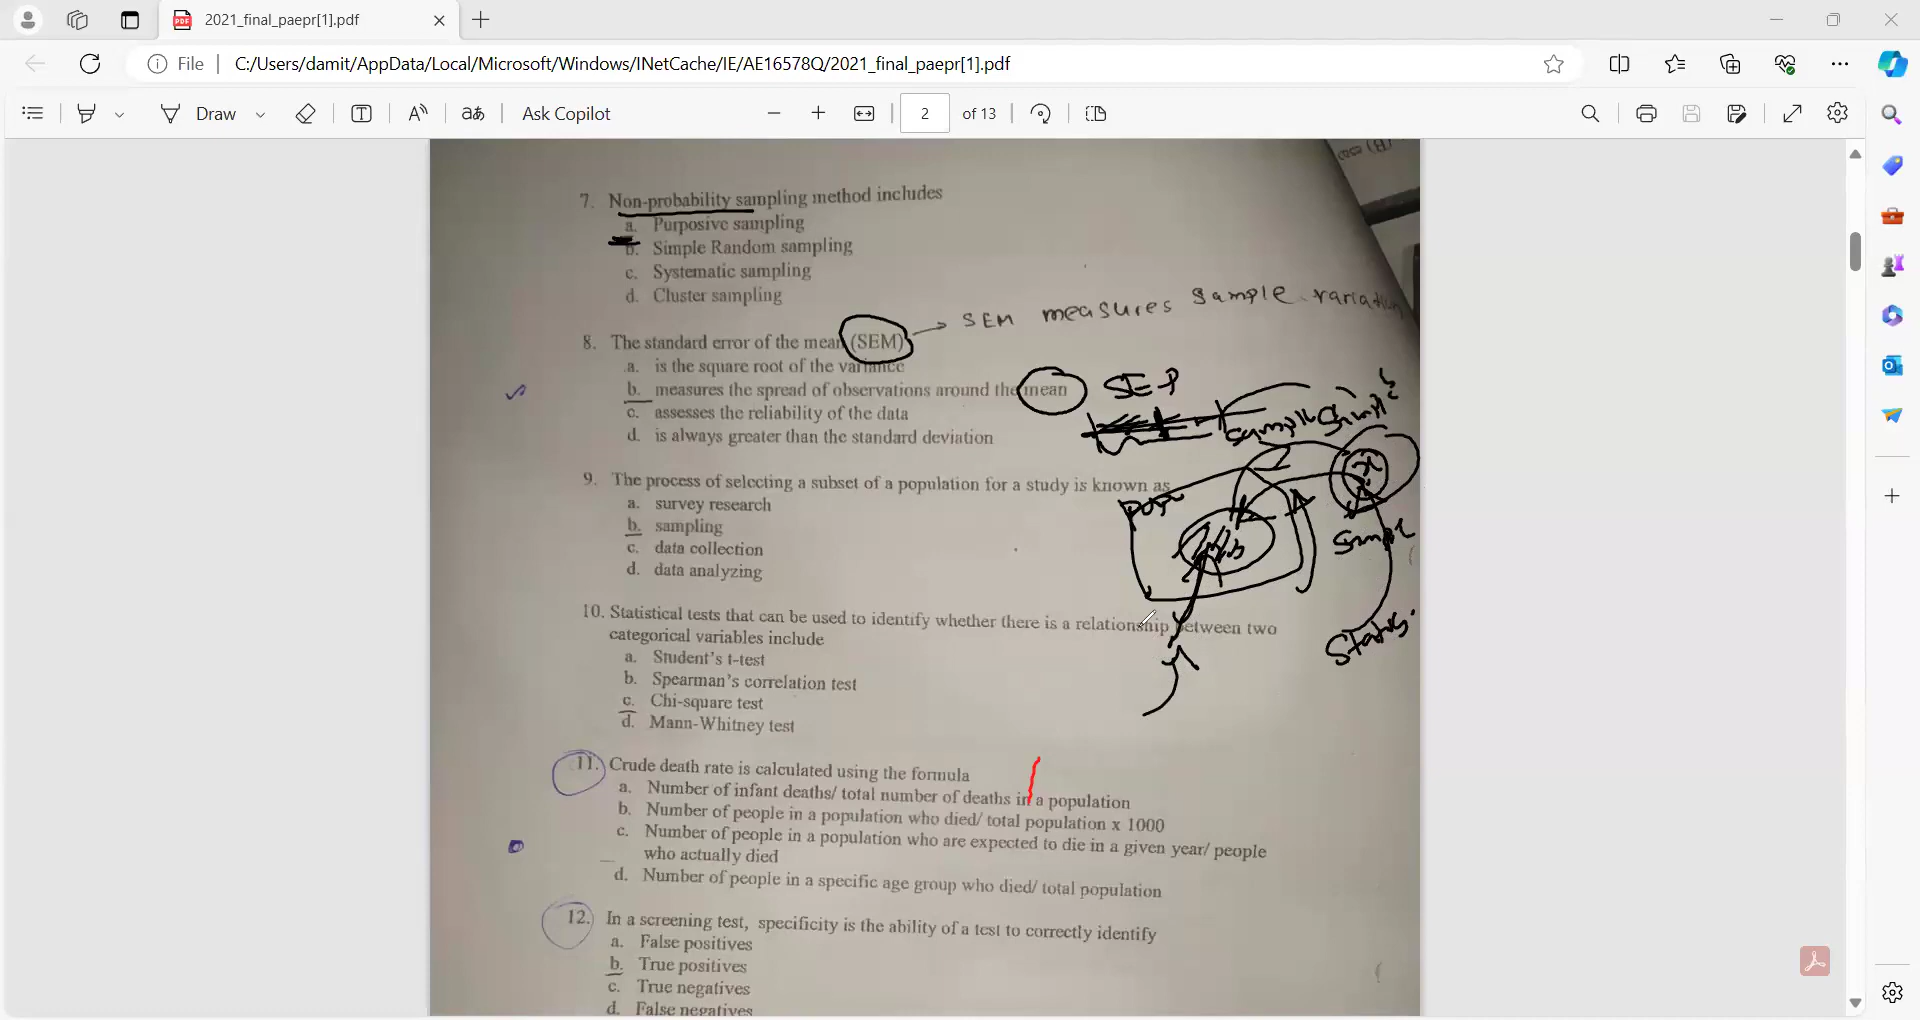 2021_final_paepr[1].pdf
File
C:/Users/damit/AppData/Local/Microsoft/Windows/INetCache/IE/AE16578Q/2021_final_paepr[1].pdf
Draw
aあ
Ask Copilot
2 of 13
7. Non-probability sampling method includes
a. Purposive sampling
b. Simple Random sampling
c. Systematic sampling
d. Cluster sampling
SEM measures sample variation
8. The standard error of the mean (SEM)
a. is the square root of the variance
b. measures the spread of observations around the mean
SEP
c. assesses the reliability of the data
d. is always greater than the standard deviation
sample
9. The process of selecting a subset of a population for a study is known as
a. survey research
b. sampling
c. data collection
d. data analyzing
10. Statistical tests that can be used to identify whether there is a relationship between two
categorical variables include
a. Student's t-test
b. Spearman's correlation test
c. Chi-square test
d. Mann-Whitney test
11. Crude death rate is calculated using the formula
a. Number of infant deaths/ total number of deaths in a population
b. Number of people in a population who died/ total population x 1000
c. Number of people in a population who are expected to die in a given year/ people
who actually died
d. Number of people in a specific age group who died/ total population
12. In a screening test, specificity is the ability of a test to correctly identify
a. False positives
b. True positives
c. True negatives
d. False negatives